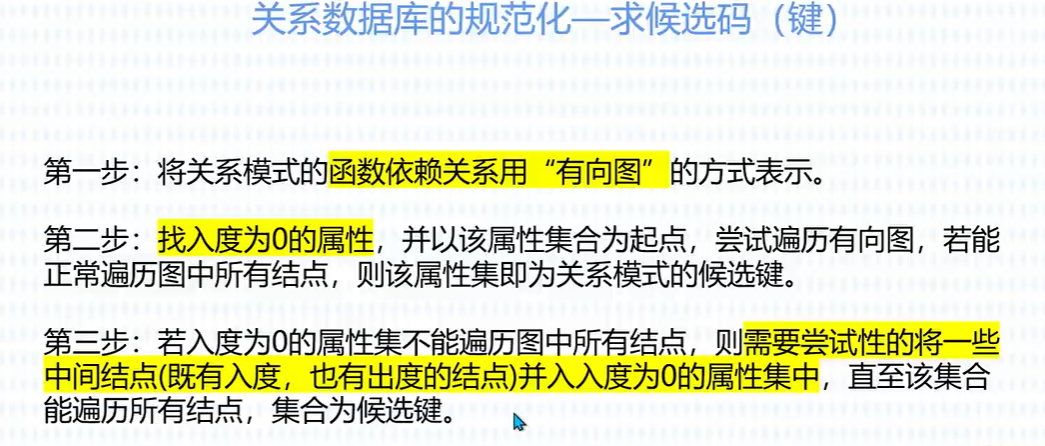 关系数据库的规范化—求候选码（键）
第一步：将关系模式的函数依赖关系用“有向图”的方式表示。
第二步：找入度为0的属性，并以该属性集合为起点，尝试遍历有向图，若能
正常遍历图中所有结点，则该属性集即为关系模式的候选键。
第三步：若入度为0的属性集不能遍历图中所有结点，则需要尝试性的将一些
中间结点(既有入度，也有出度的结点)并入入度为0的属性集中，直至该集合
能遍历所有结点，集合为候选键。